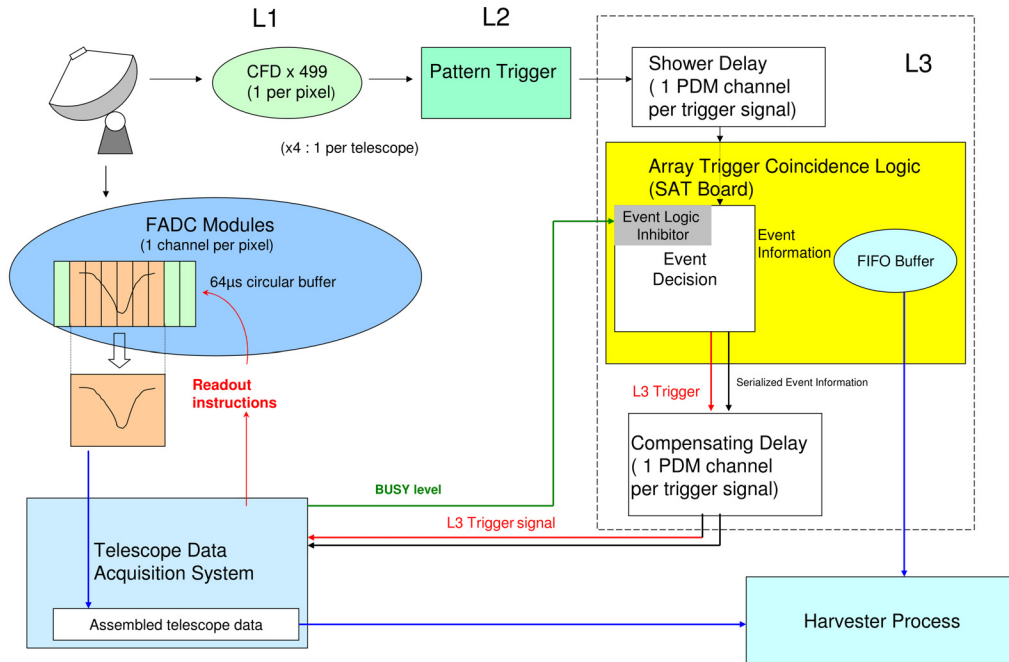 L1
L2
L3
CFD x 499
(1 per pixel)
Pattern Trigger
Shower Delay
( 1 PDM channel
per trigger signal)
(x4 : 1 per telescope)
Array Trigger Coincidence Logic
(SAT Board)
Event Logic
Inhibitor
Event
Decision
Event
Information
FIFO Buffer
FADC Modules
(1 channel per pixel)
64µs circular buffer
Readout
instructions
L3 Trigger
Serialized Event Information
Compensating Delay
( 1 PDM channel
per trigger signal)
BUSY level
L3 Trigger signal
Telescope Data
Acquisition System
Assembled telescope data
Harvester Process